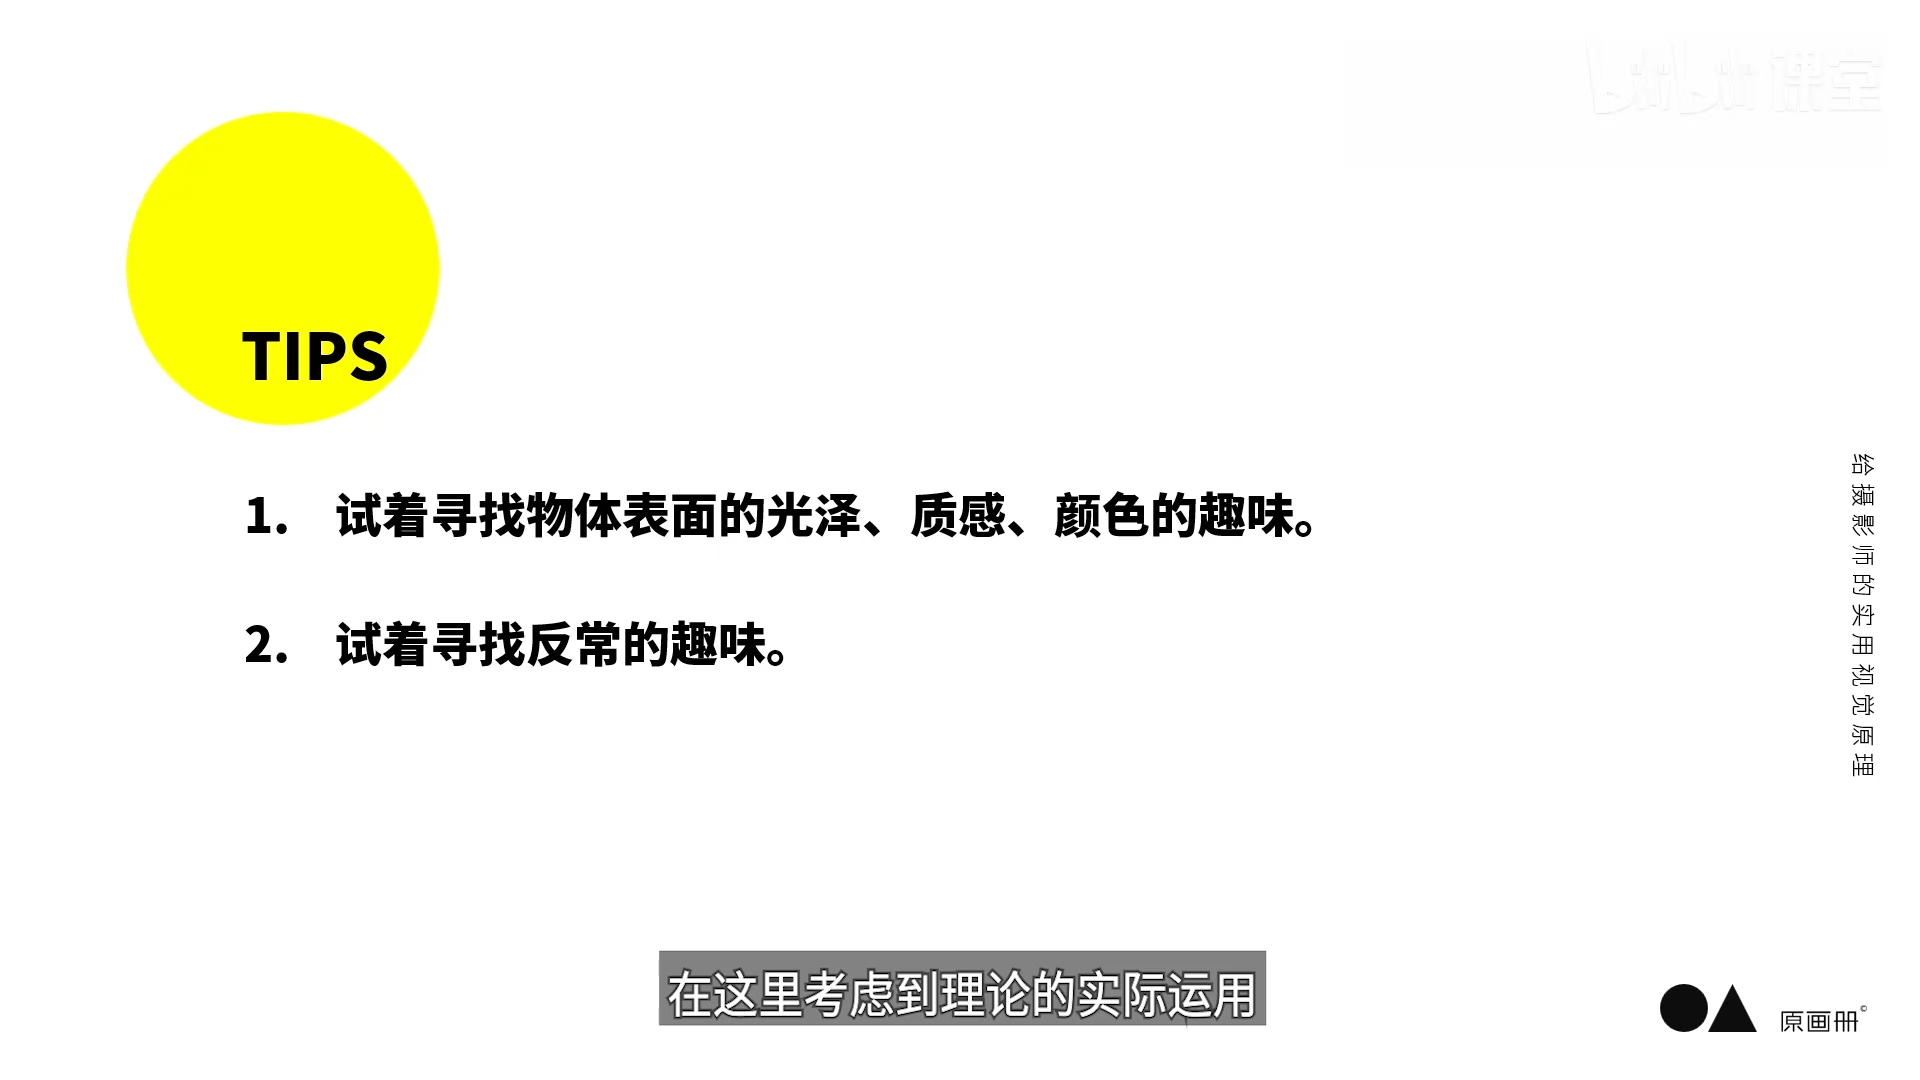 bilibili 课堂
TIPS
1. 试着寻找物体表面的光泽、质感、颜色的趣味。
2. 试着寻找反常的趣味。
给摄影师的实用视觉原理
在这里考虑到理论的实际运用
原画册©